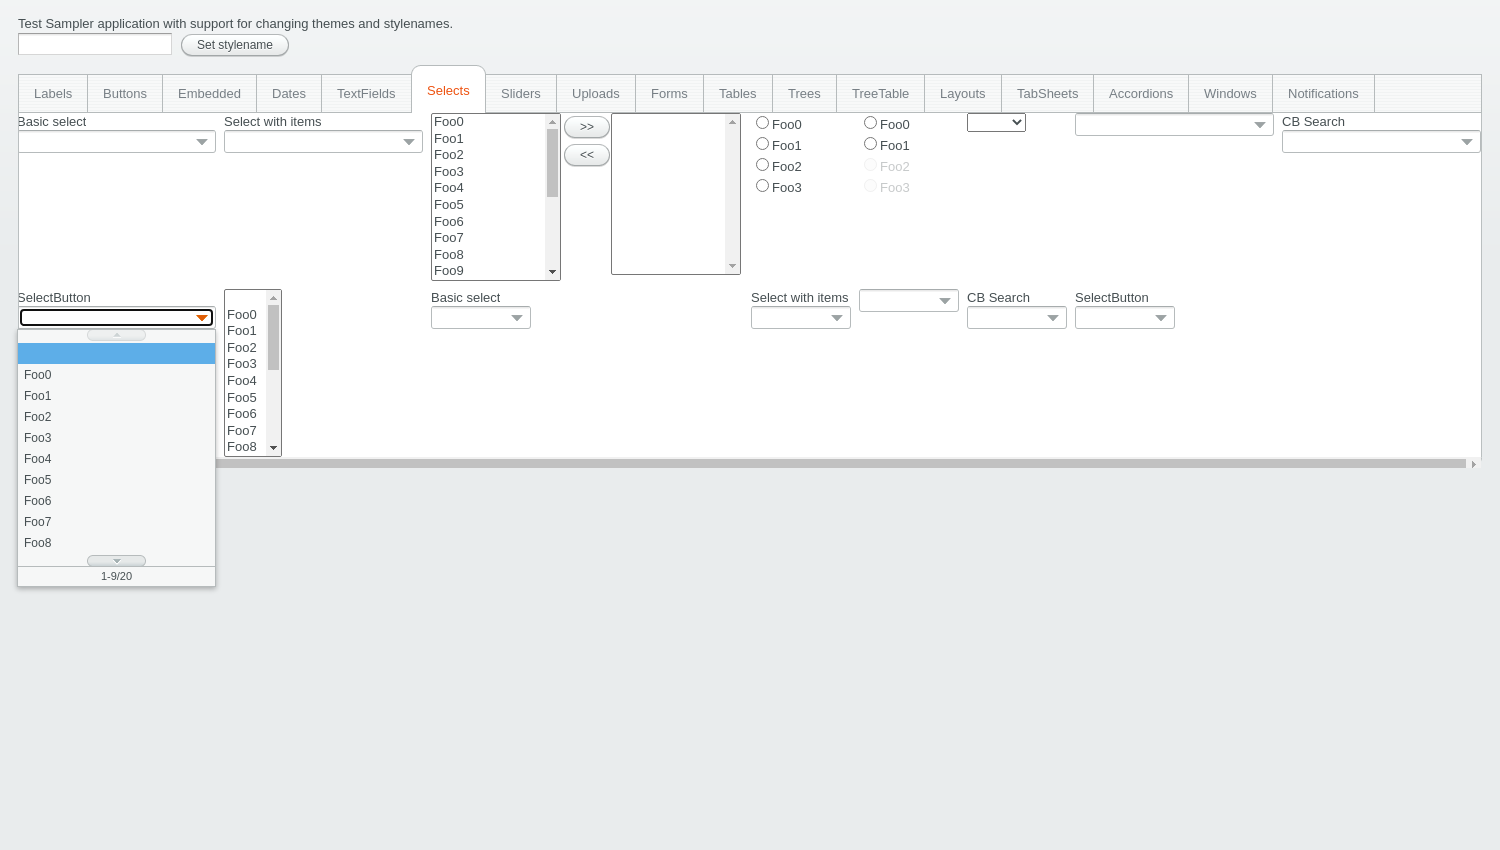 Test Sampler application with support for changing themes and stylenames.
Set stylename
Labels Buttons Embedded Dates TextFields Selects Sliders Uploads Forms Tables Trees TreeTable Layouts TabSheets Accordions Windows Notifications
Basic select
Select with items
Foo0
Foo1
Foo2
Foo3
Foo4
Foo5
Foo6
Foo7
Foo8
Foo9
>>
<<
Foo0
Foo1
Foo2
Foo3
Foo0
Foo1
Foo2
Foo3
CB Search
SelectButton
Foo0
Foo1
Foo2
Foo3
Foo4
Foo5
Foo6
Foo7
Foo8
1-9/20
Foo0
Foo1
Foo2
Foo3
Foo4
Foo5
Foo6
Foo7
Foo8
Basic select
Select with items
CB Search
SelectButton